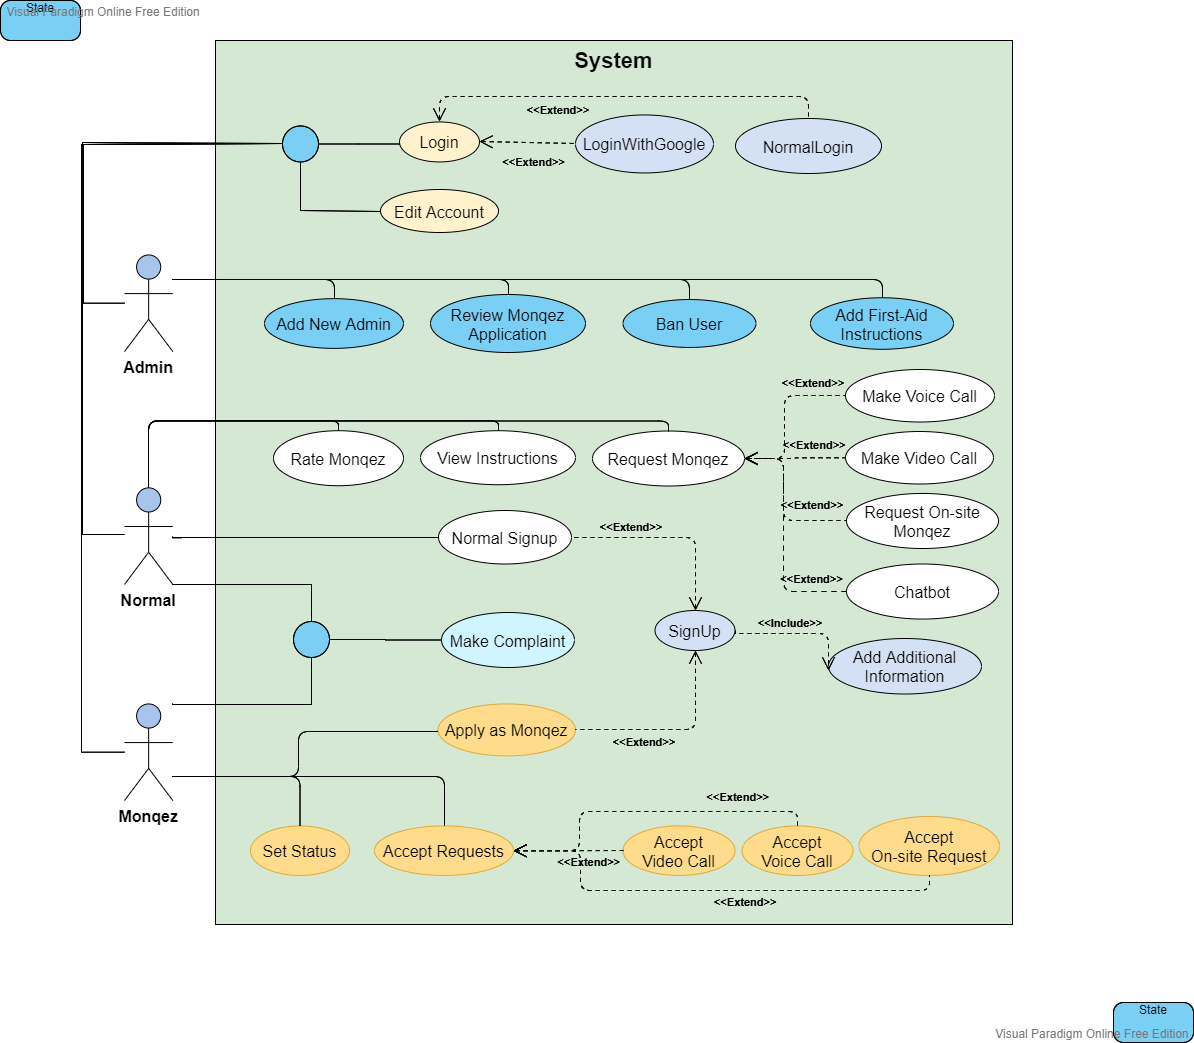 State
Visual Paradigm Online Free Edition
System
<<Extend>>
Login
LoginWithGoogle
NormalLogin
<<Extend>>
Edit Account
Admin
Add New Admin
Review Monqez
Application
Ban User
Add First-Aid
Instructions
<<Extend>>
Make Voice Call
Rate Monqez
View Instructions
Request Monqez
<<Extend>>
Make Video Call
<<Extend>>
Request On-site
Monqez
Normal
Normal Signup
<<Extend>>
<<Extend>>
Chatbot
Make Complaint
SignUp
<<Include>>
Add Additional
Information
Monqez
Apply as Monqez
<<Extend>>
<<Extend>>
Set Status
Accept Requests
<<Extend>>
Accept
Video Call
Accept
Voice Call
Accept
On-site Request
<<Extend>>
State
Visual Paradigm Online Free Edition